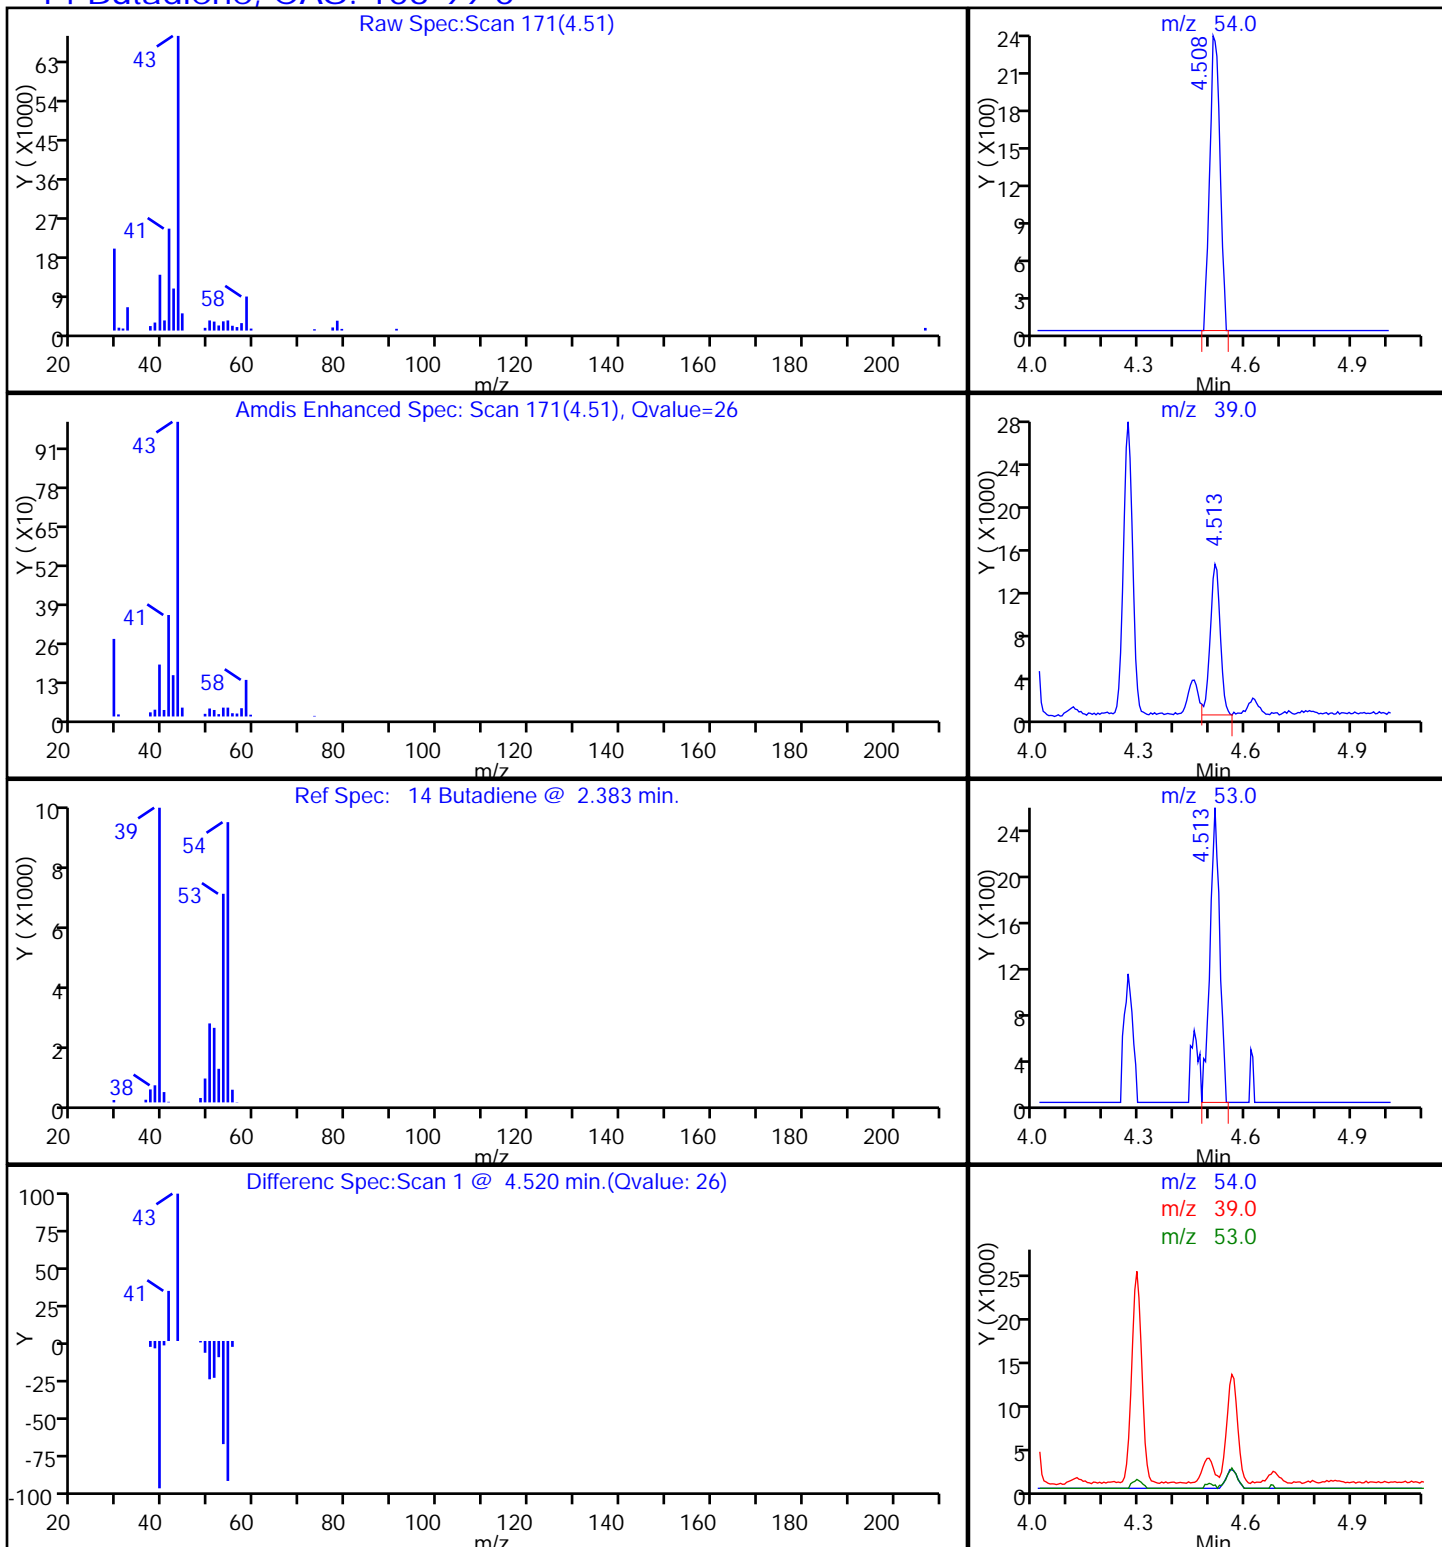 Raw Spec:Scan 171(4.51)
43
41
58
Y ( X1000)
63
54
45
36
27
18
9
0
20 40 60 80 100 120 140 160 180 200
m/z
m/z 54.0
4.508
Y ( X100)
24
21
18
15
12
9
6
3
0
4.0 4.3 4.6 4.9
Min
Amdis Enhanced Spec: Scan 171(4.51), Qvalue=26
43
41
58
Y ( X10)
91
78
65
52
39
26
13
0
20 40 60 80 100 120 140 160 180 200
m/z
m/z 39.0
4.513
Y ( X1000)
28
24
20
16
12
8
4
0
4.0 4.3 4.6 4.9
Min
Ref Spec: 14 Butadiene @ 2.383 min.
39
54
53
38
Y ( X1000)
10
8
6
4
2
0
20 40 60 80 100 120 140 160 180 200
m/z
m/z 53.0
4.513
Y ( X100)
24
20
16
12
8
4
0
4.0 4.3 4.6 4.9
Min
Differenc Spec:Scan 1 @ 4.520 min.(Qvalue: 26)
43
41
Y
100
75
50
25
0
-25
-50
-75
-100
20 40 60 80 100 120 140 160 180 200
m/z
m/z 54.0
m/z 39.0
m/z 53.0
Y ( X1000)
25
20
15
10
5
0
4.0 4.3 4.6 4.9
Min